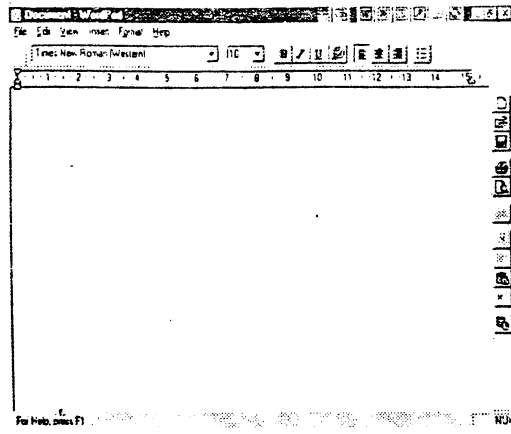 Document - WordPad
File Edit View Insert Format Help
Times New Roman (Western) 10 B I U
1 2 3 4 5 6 7 8 9 10 11 12 13 14 15
For Help, press F1 NU